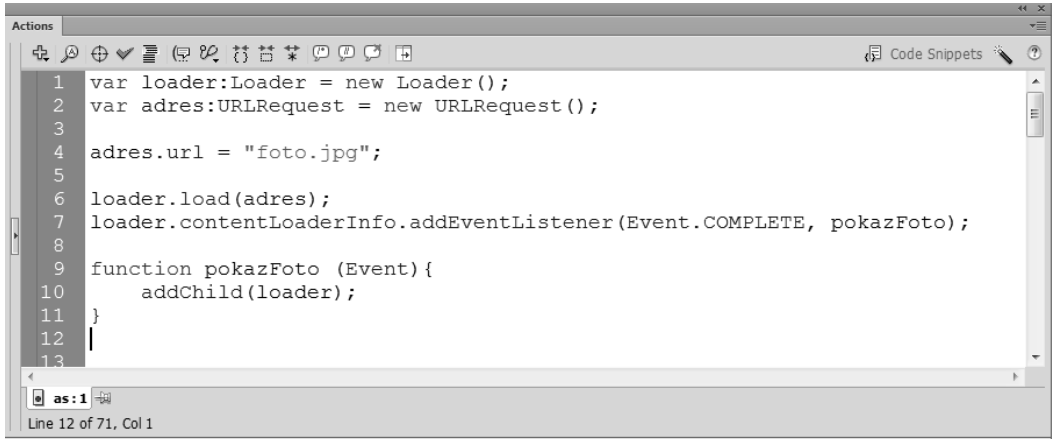 Actions
Code Snippets
1 var loader:Loader = new Loader();
2 var adres:URLRequest = new URLRequest();
3
4 adres.url = "foto.jpg";
5
6 loader.load(adres);
7 loader.contentLoaderInfo.addEventListener(Event.COMPLETE, pokazFoto);
8
9 function pokazFoto (Event){
10 addChild(loader);
11 }
12
13
as:1
Line 12 of 71, Col 1